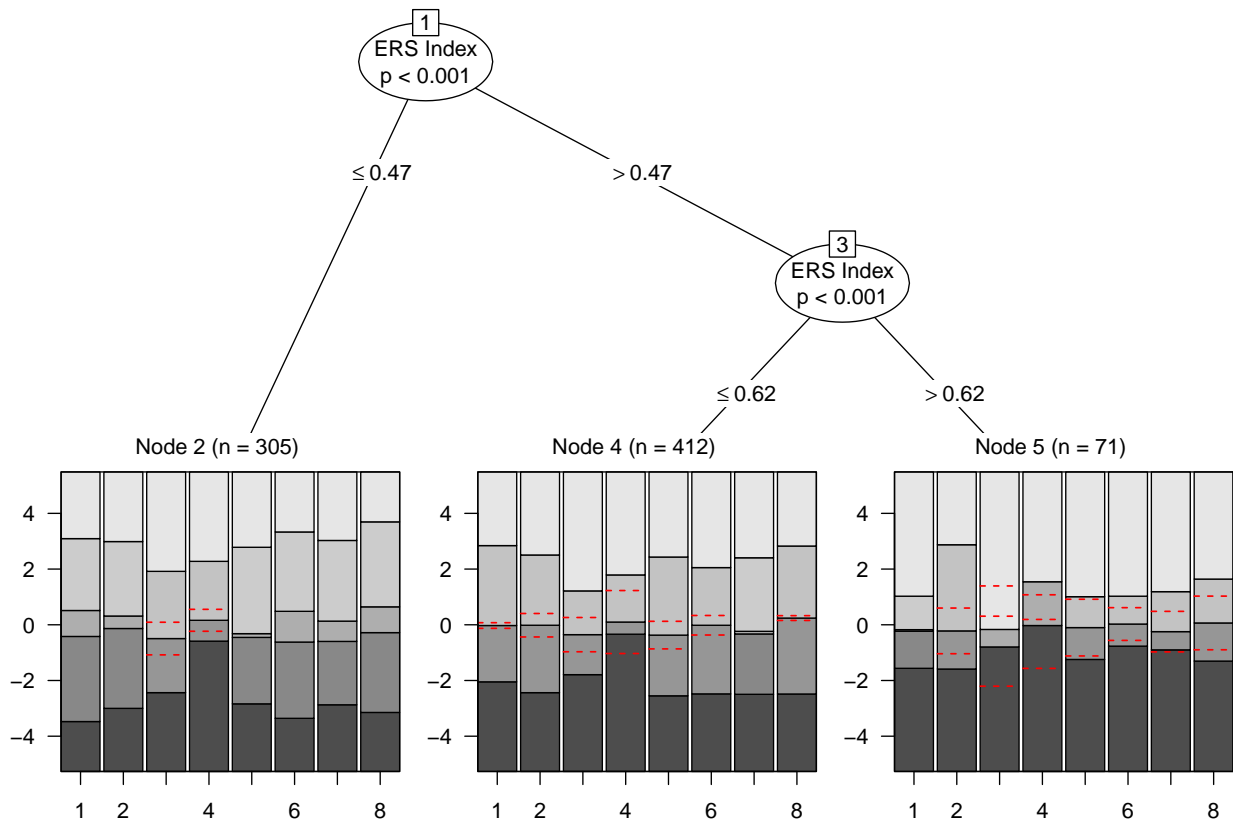 1
ERS Index
p < 0.001
≤ 0.47
> 0.47
3
ERS Index
p < 0.001
≤ 0.62
> 0.62
Node 2 (n = 305)
Node 4 (n = 412)
Node 5 (n = 71)
4
2
0
−2
−4
1 2 4 6 8
4
2
0
−2
−4
1 2 4 6 8
4
2
0
−2
−4
1 2 4 6 8